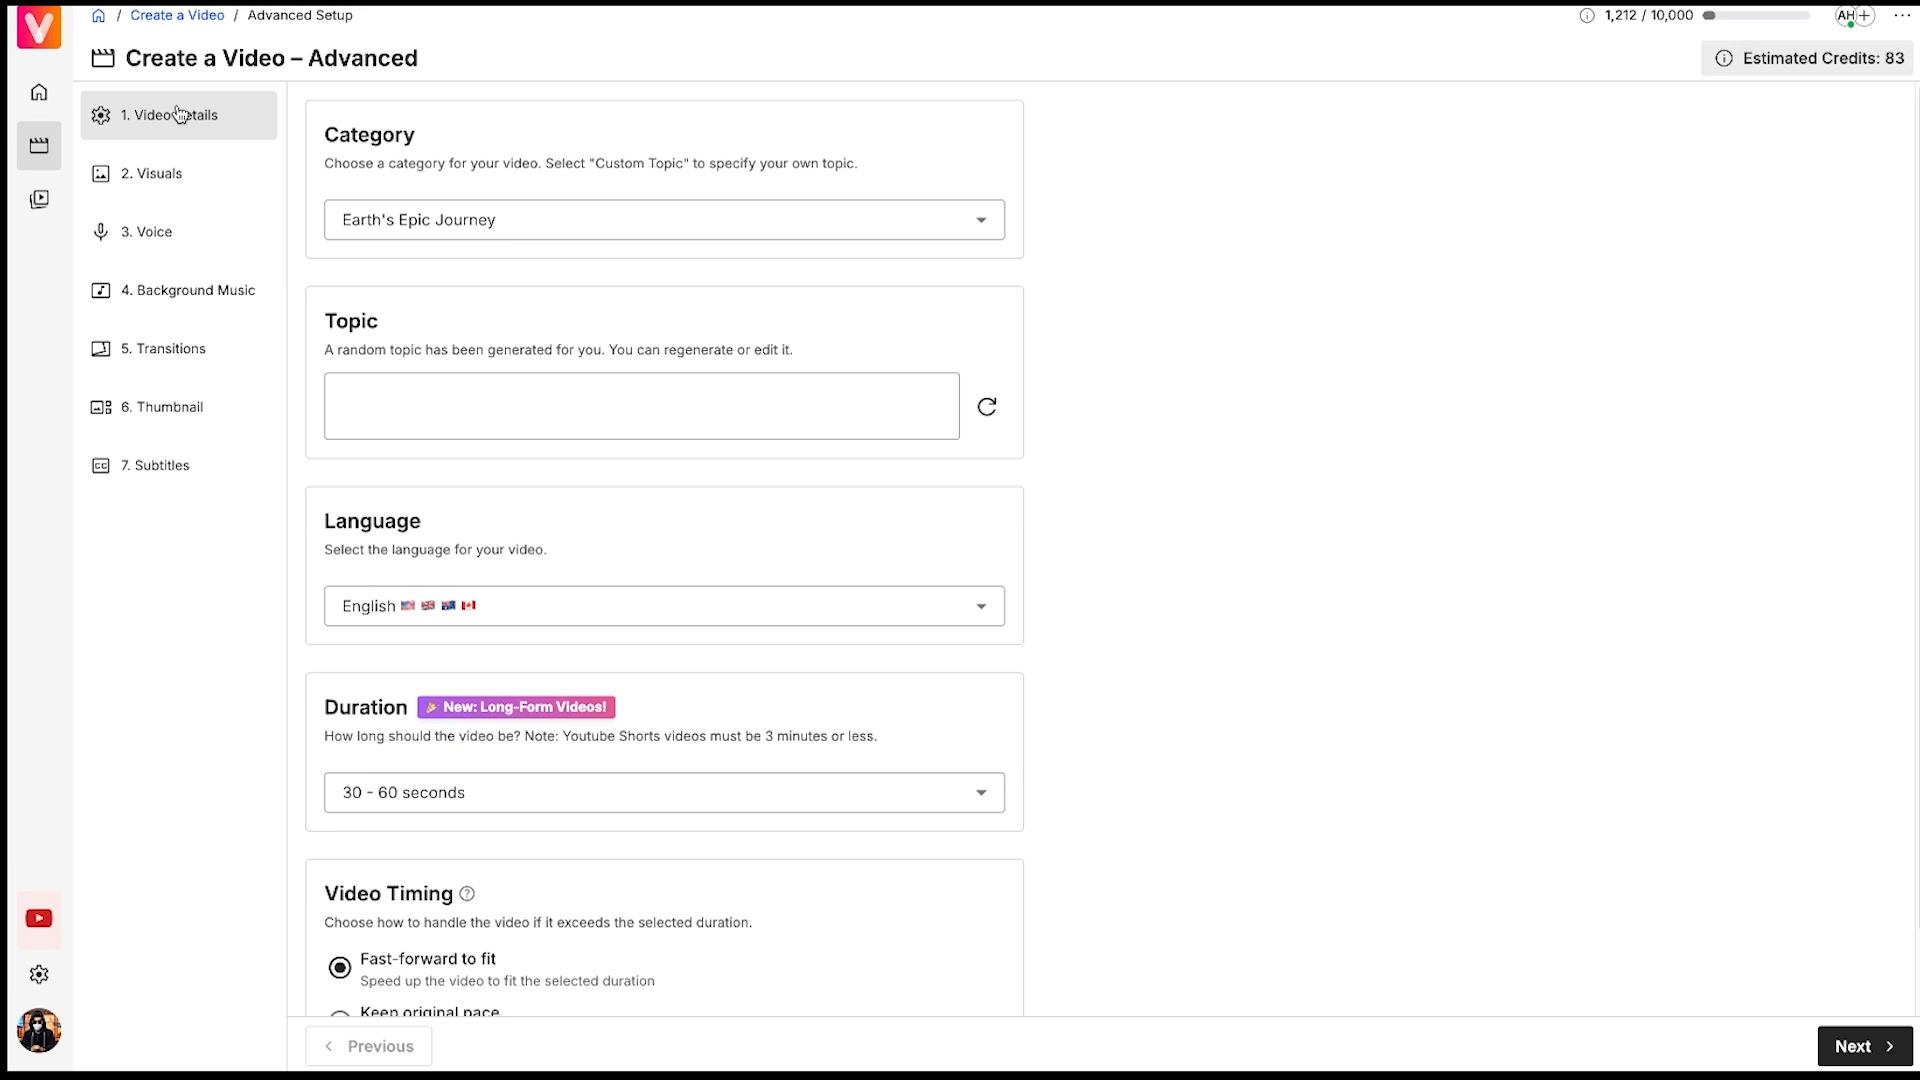 V
/ Create a Video / Advanced Setup
1,212 / 10,000
AH
Create a Video – Advanced
Estimated Credits: 83
1. Video etails
2. Visuals
3. Voice
4. Background Music
5. Transitions
6. Thumbnail
CC 7. Subtitles
Category
Choose a category for your video. Select "Custom Topic" to specify your own topic.
Earth's Epic Journey
Topic
A random topic has been generated for you. You can regenerate or edit it.
Language
Select the language for your video.
English
Duration New: Long-Form Videos!
How long should the video be? Note: Youtube Shorts videos must be 3 minutes or less.
30 - 60 seconds
Video Timing
Choose how to handle the video if it exceeds the selected duration.
Fast-forward to fit
Speed up the video to fit the selected duration
Keep original pace
Previous
Next